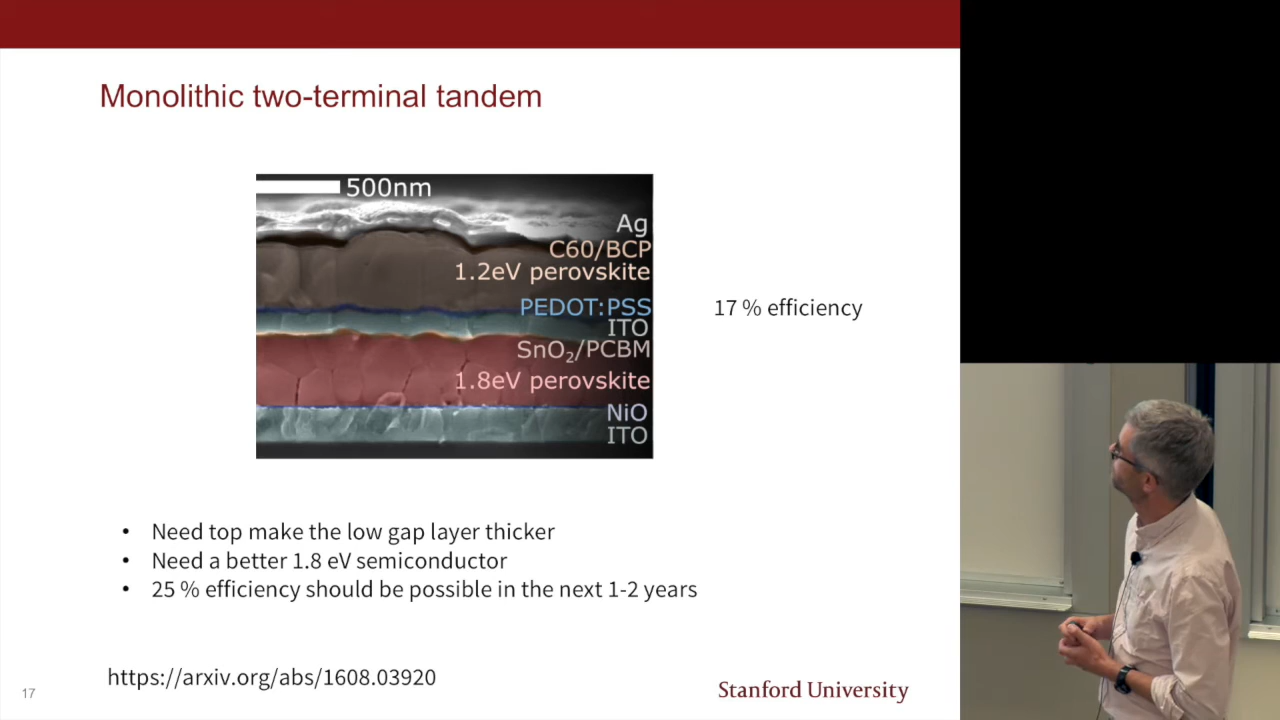 Monolithic two-terminal tandem
500nm
Ag
C60/BCP
1.2eV perovskite
PEDOT:PSS
ITO
SnO₂/PCBM
1.8eV perovskite
NiO
ITO
17 % efficiency
• Need top make the low gap layer thicker
• Need a better 1.8 eV semiconductor
• 25 % efficiency should be possible in the next 1-2 years
https://arxiv.org/abs/1608.03920
17
Stanford University